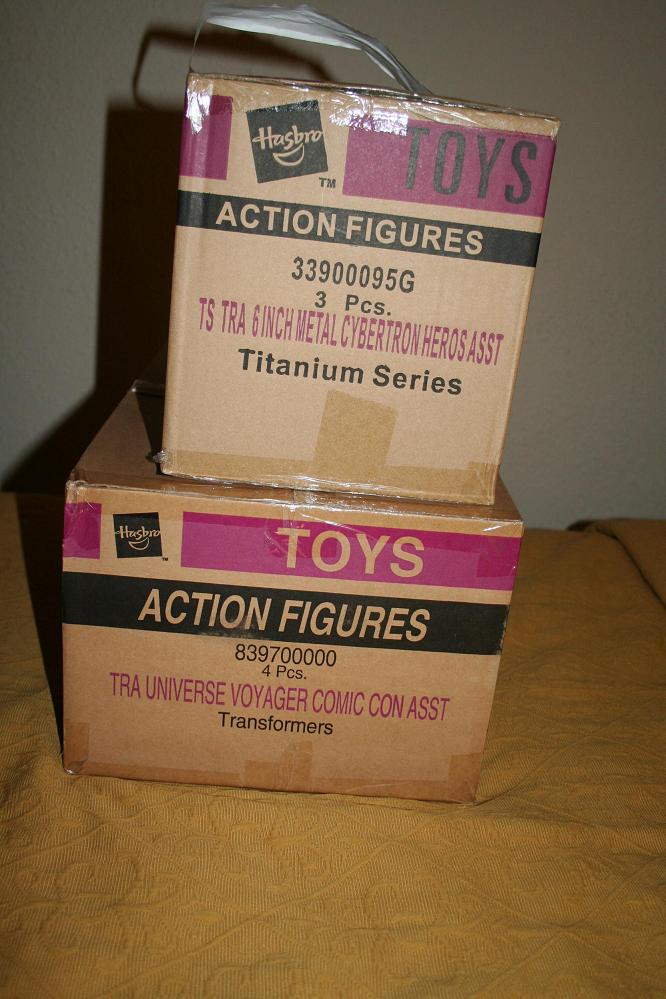 Hasbro
TM
TOYS
ACTION FIGURES
33900095G
3 Pcs.
TS TRA 6 INCH METAL CYBERTRON HEROS ASST
Titanium Series
Hasbro
TM
TOYS
ACTION FIGURES
839700000
4 Pcs.
TRA UNIVERSE VOYAGER COMIC CON ASST
Transformers